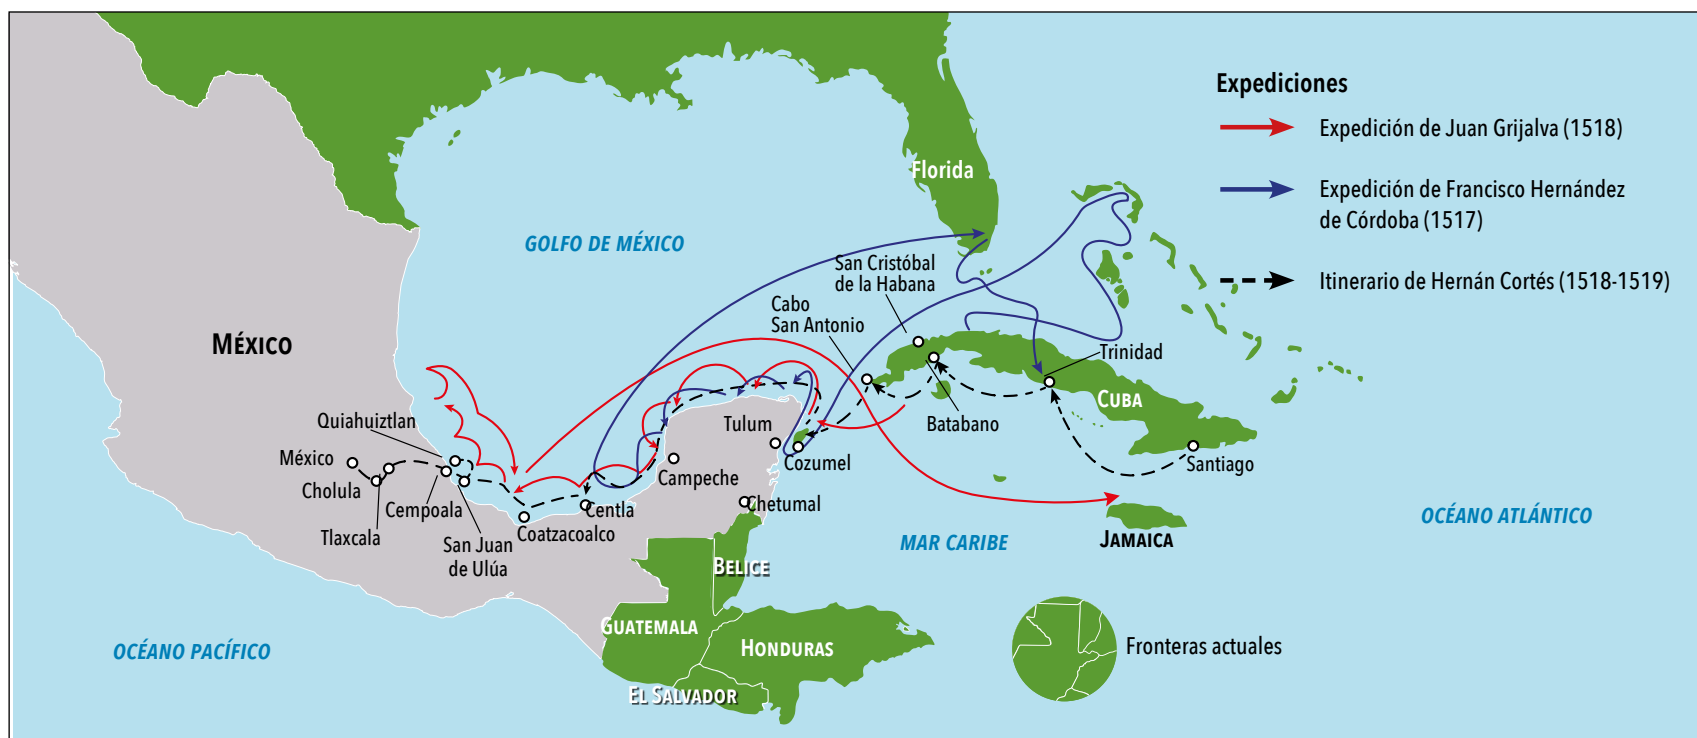 Expediciones
Expedición de Juan Grijalva (1518)
Expedición de Francisco Hernández
de Córdoba (1517)
Itinerario de Hernán Cortés (1518-1519)
Florida
GOLFO DE MÉXICO
San Cristóbal
de la Habana
Cabo
San Antonio
MÉXICO
Trinidad
CUBA
Quiahuiztlan
Tulum
Batabano
México
Cozumel
Santiago
Cholula
Campeche
Cempoala
Centla
Chetumal
Tlaxcala
San Juan
de Ulúa
Coatzacoalco
MAR CARIBE
JAMAICA
OCÉANO ATLÁNTICO
BELICE
GUATEMALA
HONDURAS
OCÉANO PACÍFICO
EL SALVADOR
Fronteras actuales